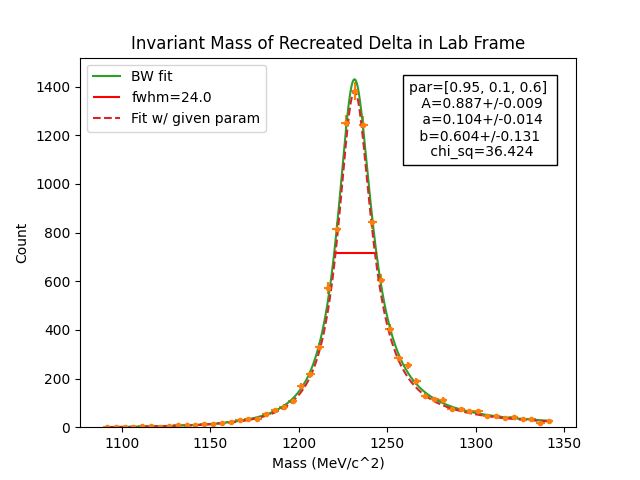 Invariant Mass of Recreated Delta in Lab Frame
BW fit
fwhm=24.0
Fit w/ given param
par=[0.95, 0.1, 0.6]
A=0.887+/-0.009
a=0.104+/-0.014
b=0.604+/-0.131
chi_sq=36.424
Count
1400
1200
1000
800
600
400
200
0
1100 1150 1200 1250 1300 1350
Mass (MeV/c^2)